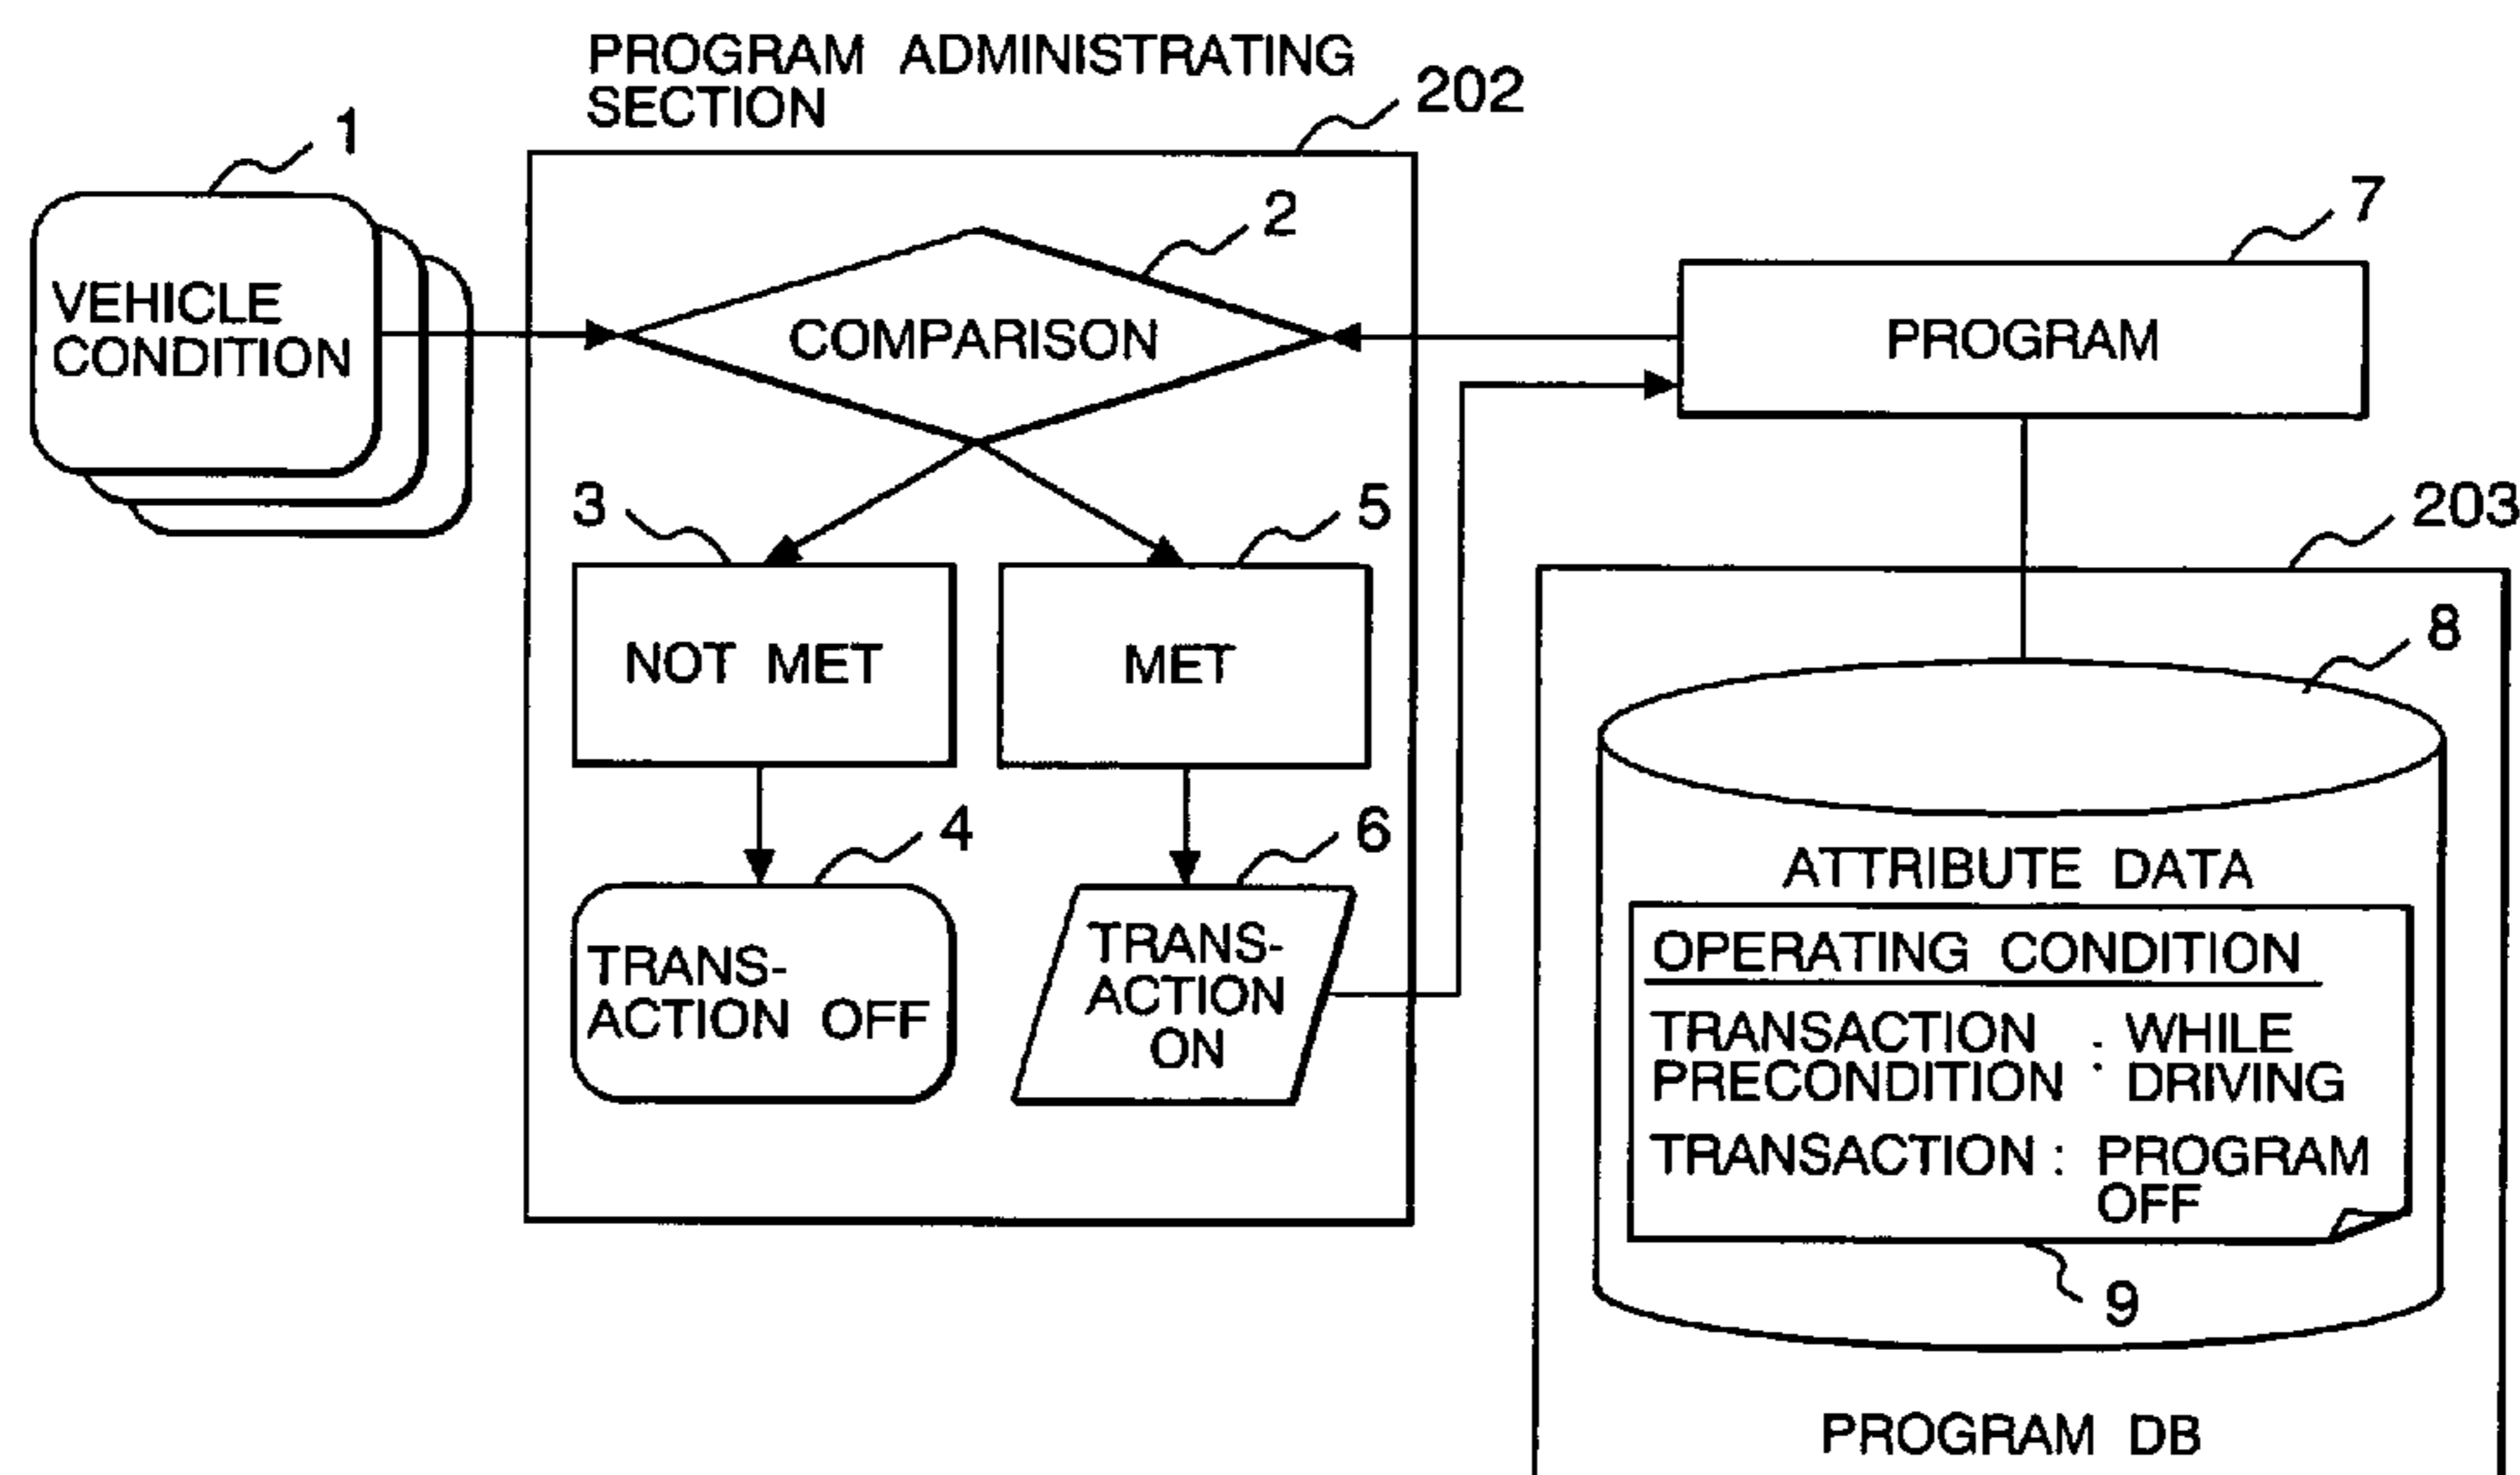 PROGRAM ADMINISTRATING
SECTION
202
1
2
7
VEHICLE
CONDITION
COMPARISON
PROGRAM
3
5
203
NOT MET
MET
8
4
6
ATTRIBUTE DATA
TRANS-
ACTION OFF
TRANS-
ACTION
ON
OPERATING CONDITION
TRANSACTION
PRECONDITION : WHILE
DRIVING
TRANSACTION : PROGRAM
OFF
9
PROGRAM DB